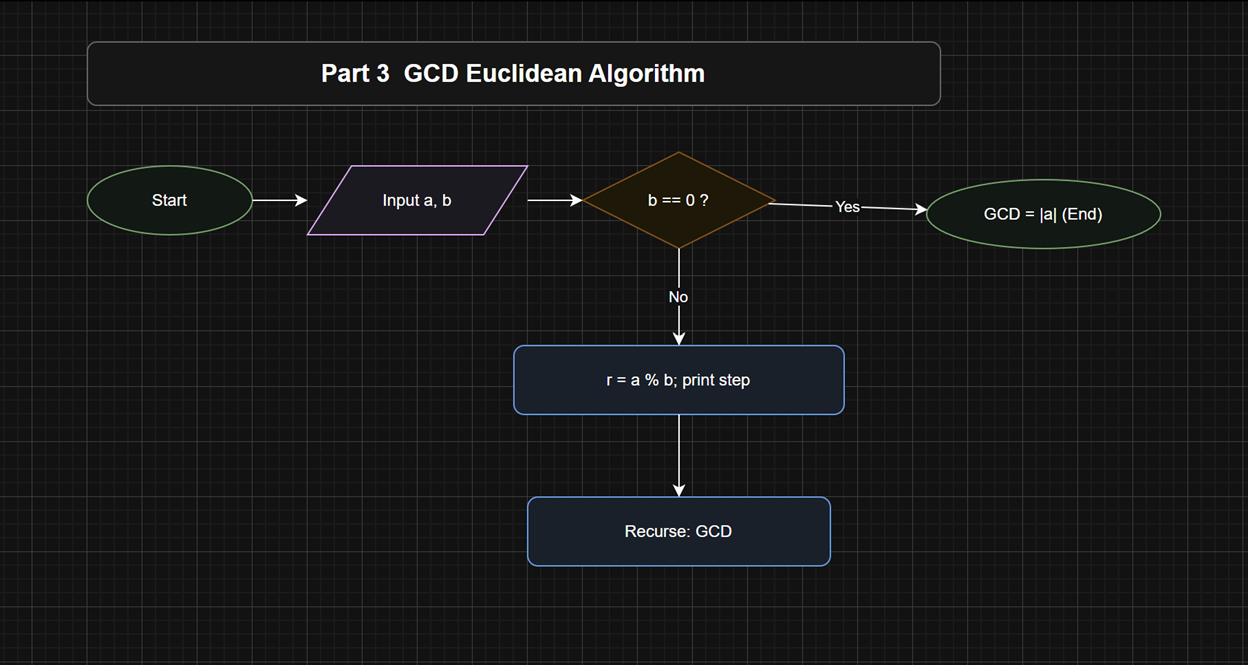 Part 3  GCD Euclidean Algorithm
Start
Input a, b
b == 0 ?
Yes
GCD = |a| (End)
No
r = a % b; print step
Recurse: GCD